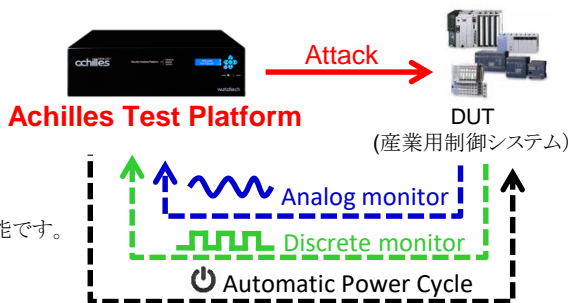 achilles
Attack
wurldtech
Achilles Test Platform
DUT
(産業用制御システム)
Analog monitor
能です。
Discrete monitor
Automatic Power Cycle